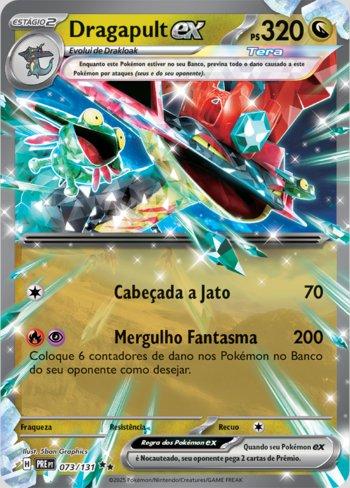 ESTÁGIO 2
Dragapult ex
PS 320
Evolui de Drakloak
Tera
Enquanto este Pokémon estiver no seu Banco, previna todo o dano causado a este
Pokémon por ataques (seus e do seu oponente).
Cabeçada a Jato 70
Mergulho Fantasma 200
Coloque 6 contadores de dano nos Pokémon no Banco
do seu oponente como desejar.
Fraqueza Resistência Recuo
Ilust. 5ban Graphics
H PRE PT 073/131 ★★
Regra dos Pokémon ex
Quando seu Pokémon ex
é Nocauteado, seu oponente pega 2 cartas de Prêmio.
©2025 Pokémon/Nintendo/Creatures/GAME FREAK